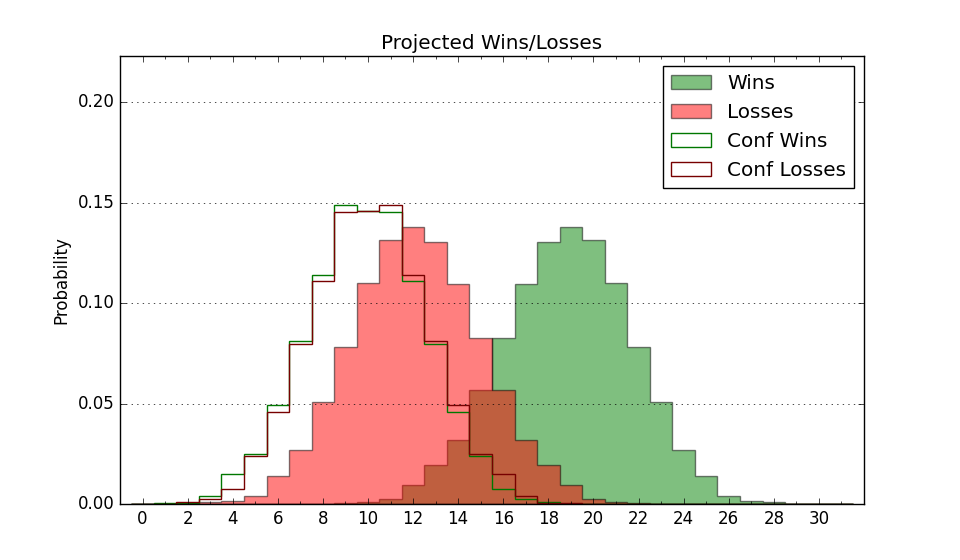 Projected Wins/Losses
Wins
Losses
Conf Wins
Conf Losses
Probability
0.20
0.15
0.10
0.05
0.00
0 2 4 6 8 10 12 14 16 18 20 22 24 26 28 30